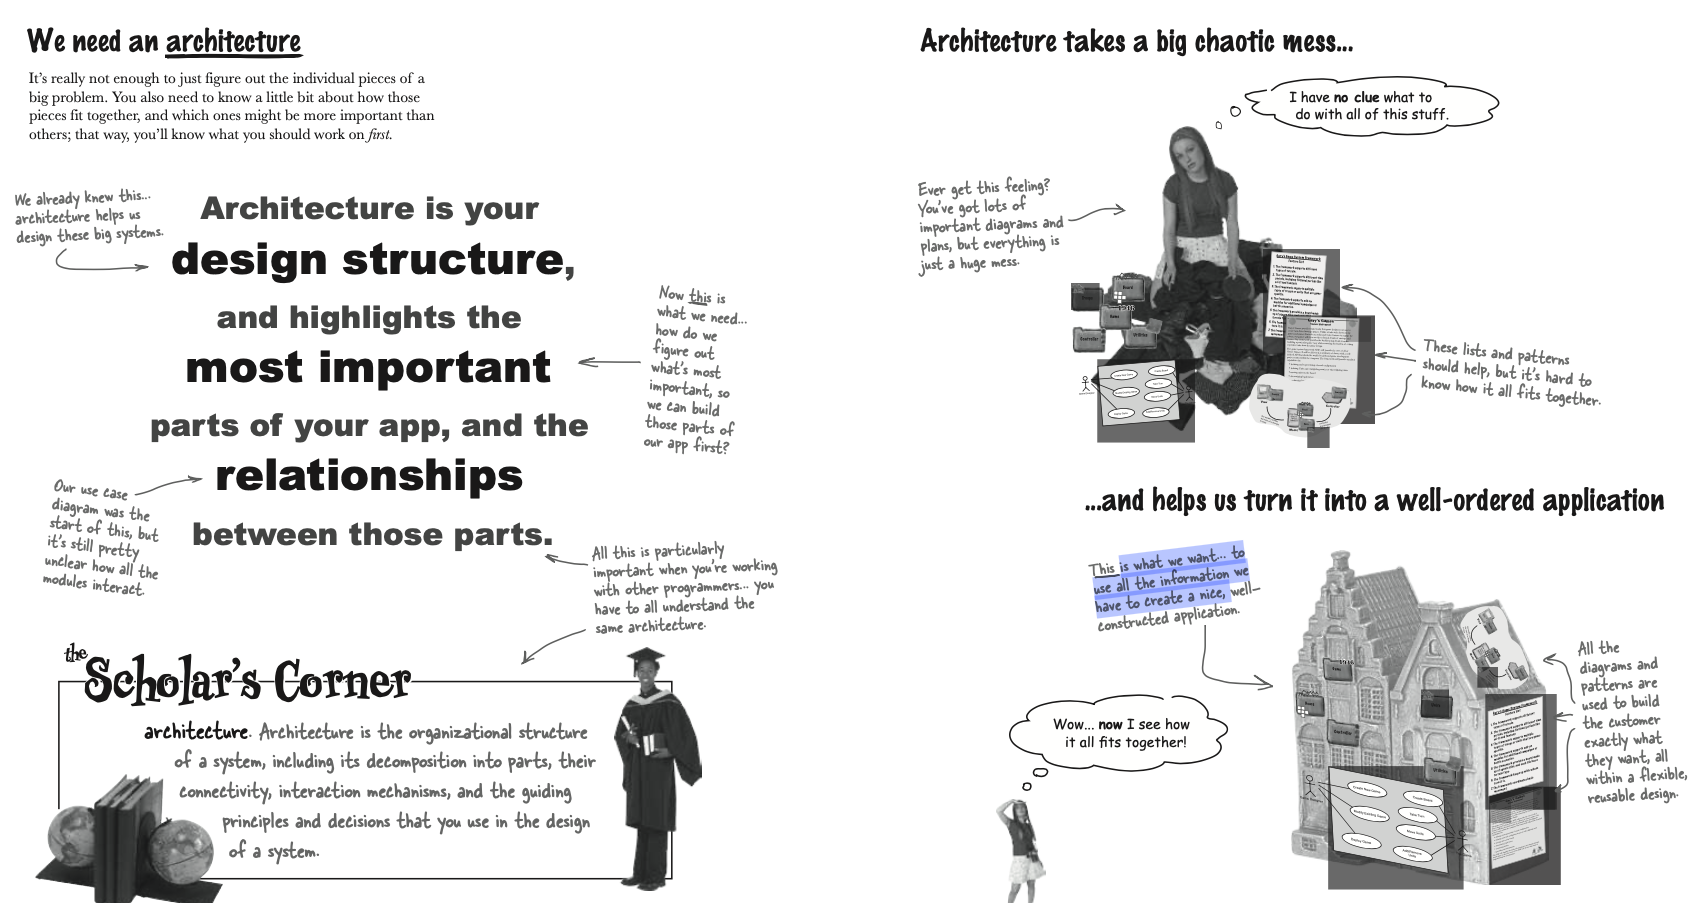 We need an architecture
It's really not enough to just figure out the individual pieces of a
big problem. You also need to know a little bit about how those
pieces fit together, and which ones might be more important than
others; that way, you'll know what you should work on first.
We already knew this...
architecture helps us
design these big systems.
Architecture is your
design structure,
and highlights the
most important
parts of your app, and the
relationships
between those parts.
Now this is
what we need...
how do we
figure out
what's most
important, so
we can build
those parts of
our app first?
Our use case
diagram was the
start of this, but
it's still pretty
unclear how all the
modules interact.
All this is particularly
important when you're working
with other programmers... you
have to all understand the
same architecture.
the
Scholar's Corner
architecture. Architecture is the organizational structure
of a system, including its decomposition into parts, their
connectivity, interaction mechanisms, and the guiding
principles and decisions that you use in the design
of a system.
Architecture takes a big chaotic mess...
I have no clue what to
do with all of this stuff.
Ever get this feeling?
You've got lots of
important diagrams and
plans, but everything is
just a huge mess.
These lists and patterns
should help, but it's hard to
know how it all fits together.
...and helps us turn it into a well-ordered application
This is what we want... to
use all the information we
have to create a nice, well-
constructed application.
Wow... now I see how
it all fits together!
All the
diagrams and
patterns are
used to build
the customer
exactly what
they want, all
within a flexible,
reusable design.